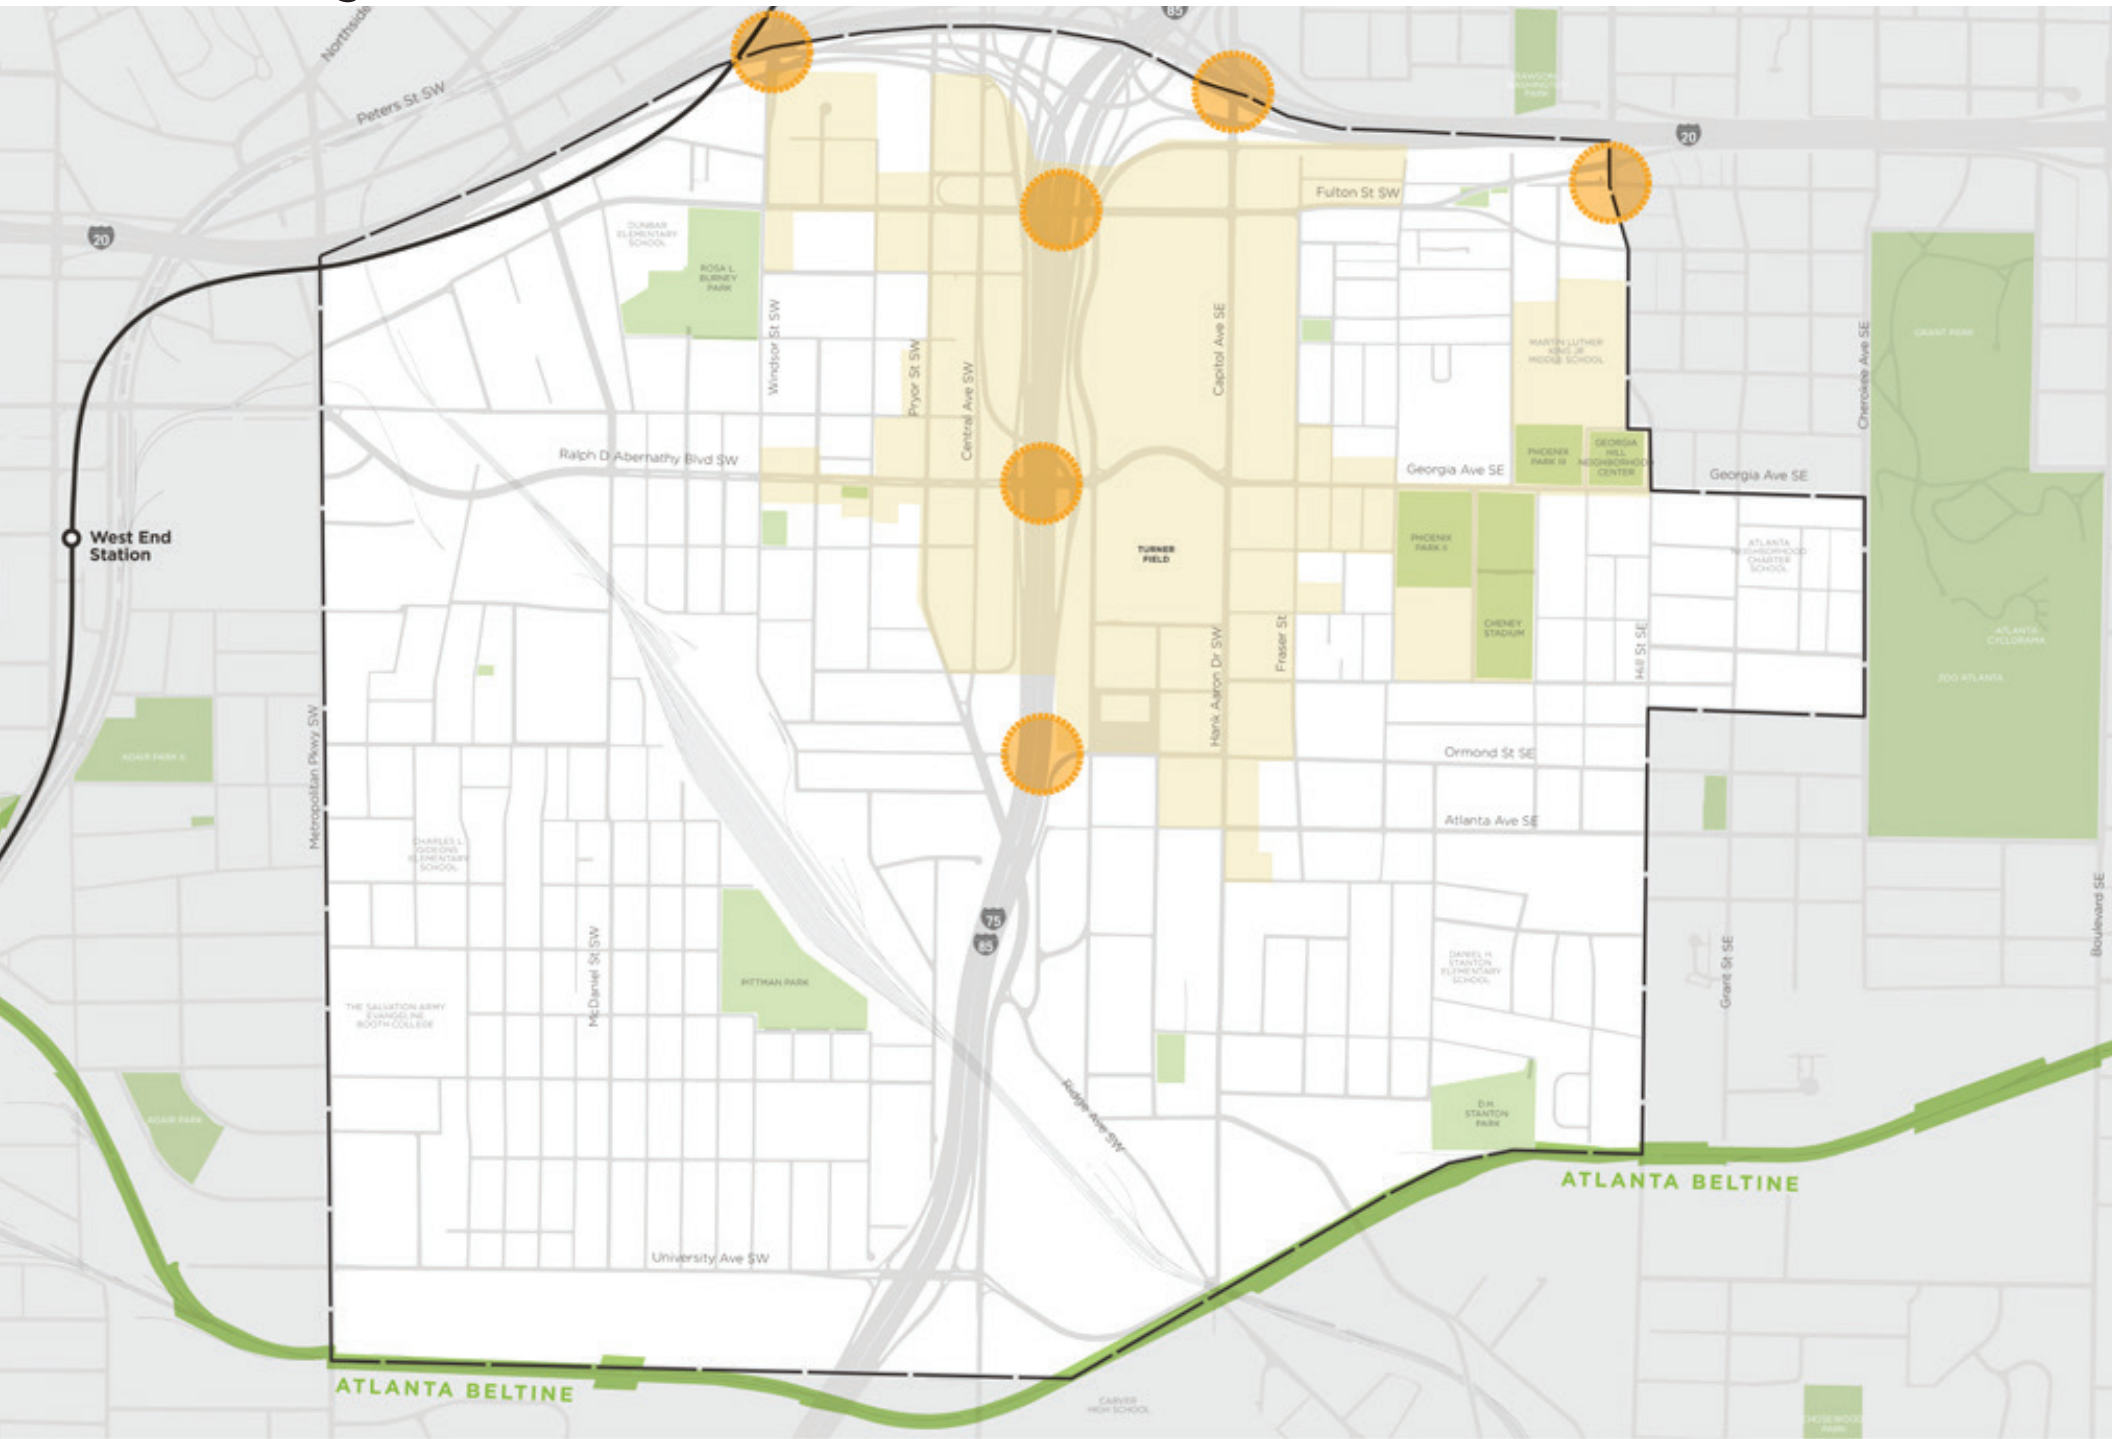 g
Northside
85
Peters St SW
RAWSON
WASHINGTON
PARK
20
Fulton St SW
20
DUNBAR
ELEMENTARY
SCHOOL
ROSA L.
BURNEY
PARK
Windsor St SW
Pryor St SW
Central Ave SW
Capitol Ave SE
MARTIN LUTHER
KING JR
MIDDLE SCHOOL
Cherokee Ave SE
GRANT PARK
Ralph D Abernathy Blvd SW
Georgia Ave SE
PHOENIX
PARK III
GEORGIA
HILL
NEIGHBORHOOD
CENTER
Georgia Ave SE
West End
Station
TURNER
FIELD
PHOENIX
PARK II
ATLANTA
NEIGHBORHOOD
CHARTER
SCHOOL
CHENEY
STADIUM
Hank Aaron Dr SW
Fraser St
Hill St SE
ATLANTA
CYCLORAMA
ZOO ATLANTA
Metropolitan Pkwy SW
ADAIR PARK II
Ormond St SE
Atlanta Ave SE
CHARLES L.
GIDEONS
ELEMENTARY
SCHOOL
75
85
McDaniel St SW
PITTMAN PARK
DANIEL H.
STANTON
ELEMENTARY
SCHOOL
Grant St SE
Boulevard SE
THE SALVATION ARMY
EVANGELINE
BOOTH COLLEGE
ADAIR PARK
Ridge Ave SW
D.H.
STANTON
PARK
ATLANTA BELTINE
University Ave SW
ATLANTA BELTINE
CARVER
HIGH SCHOOL
CHOSEWOOD
PARK